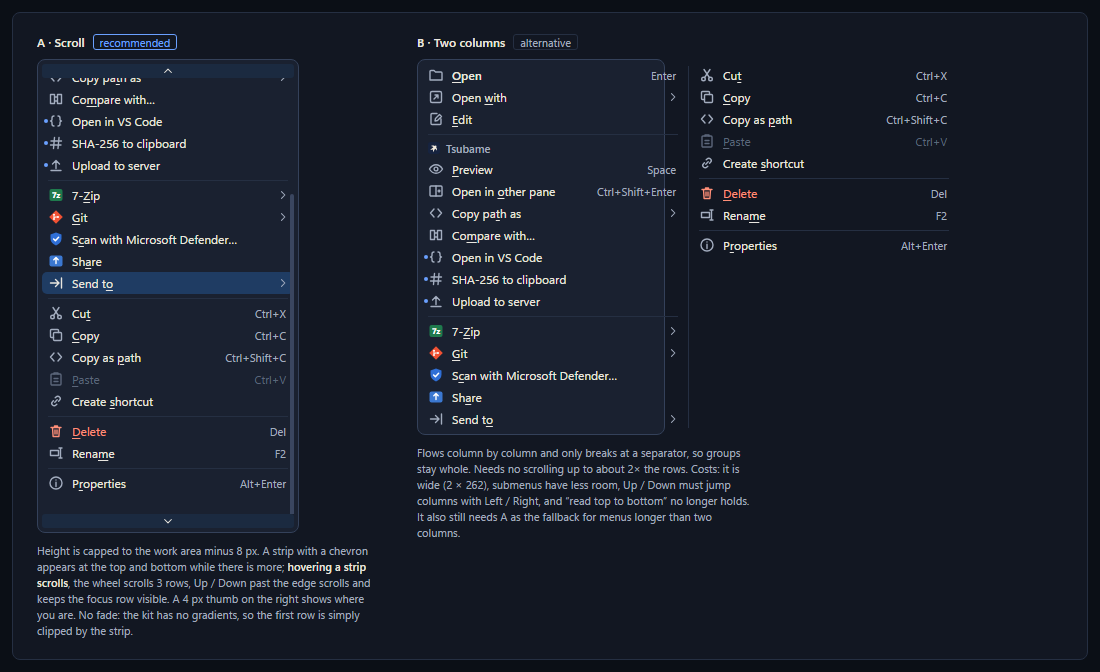 A · Scroll recommended
Copy path as
Compare with...
Open in VS Code
SHA-256 to clipboard
Upload to server
7z 7-Zip
Git
Scan with Microsoft Defender...
Share
Send to
Cut Ctrl+X
Copy Ctrl+C
Copy as path Ctrl+Shift+C
Paste Ctrl+V
Create shortcut
Delete Del
Rename F2
Properties Alt+Enter
Height is capped to the work area minus 8 px. A strip with a chevron
appears at the top and bottom while there is more; hovering a strip
scrolls, the wheel scrolls 3 rows, Up / Down past the edge scrolls and
keeps the focus row visible. A 4 px thumb on the right shows where
you are. No fade: the kit has no gradients, so the first row is simply
clipped by the strip.
B · Two columns alternative
Open Enter
Open with
Edit
Tsubame
Preview Space
Open in other pane Ctrl+Shift+Enter
Copy path as
Compare with...
Open in VS Code
SHA-256 to clipboard
Upload to server
7z 7-Zip
Git
Scan with Microsoft Defender...
Share
Send to
Cut Ctrl+X
Copy Ctrl+C
Copy as path Ctrl+Shift+C
Paste Ctrl+V
Create shortcut
Delete Del
Rename F2
Properties Alt+Enter
Flows column by column and only breaks at a separator, so groups
stay whole. Needs no scrolling up to about 2× the rows. Costs: it is
wide (2 × 262), submenus have less room, Up / Down must jump
columns with Left / Right, and “read top to bottom” no longer holds.
It also still needs A as the fallback for menus longer than two
columns.